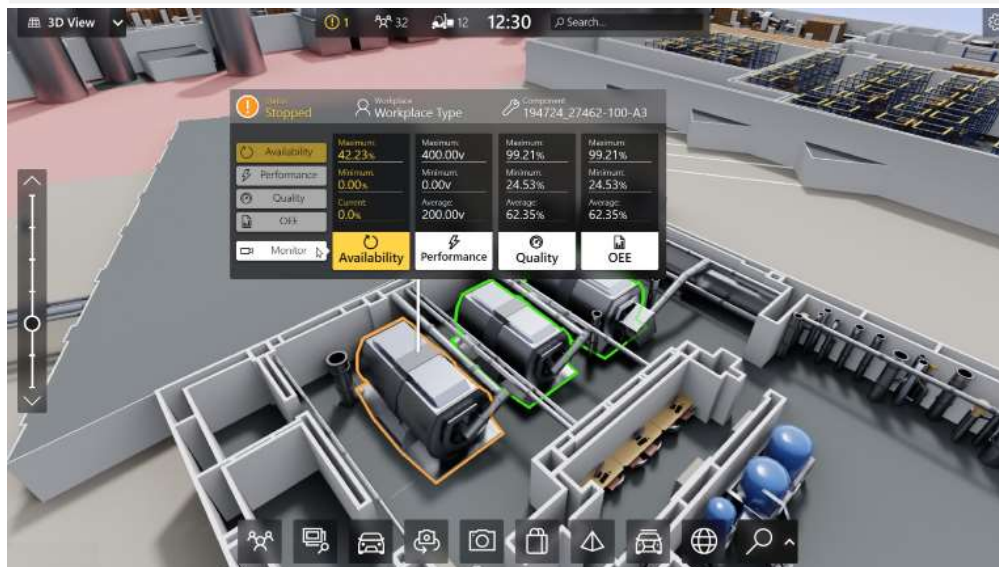 3D View
1
32
12
12:30
Search...
Status
Stopped
Workplace
Workplace Type
Component
194724_27462-100-A3
Availability
Performance
Quality
OEE
Monitor
Maximum:
42.23%
Minimum:
0.00%
Current:
0.0%
Availability
Maximum:
400.00v
Minimum:
0.00v
Average:
200.00v
Performance
Maximum:
99.21%
Minimum:
24.53%
Average:
62.35%
Quality
Maximum:
99.21%
Minimum:
24.53%
Average:
62.35%
OEE